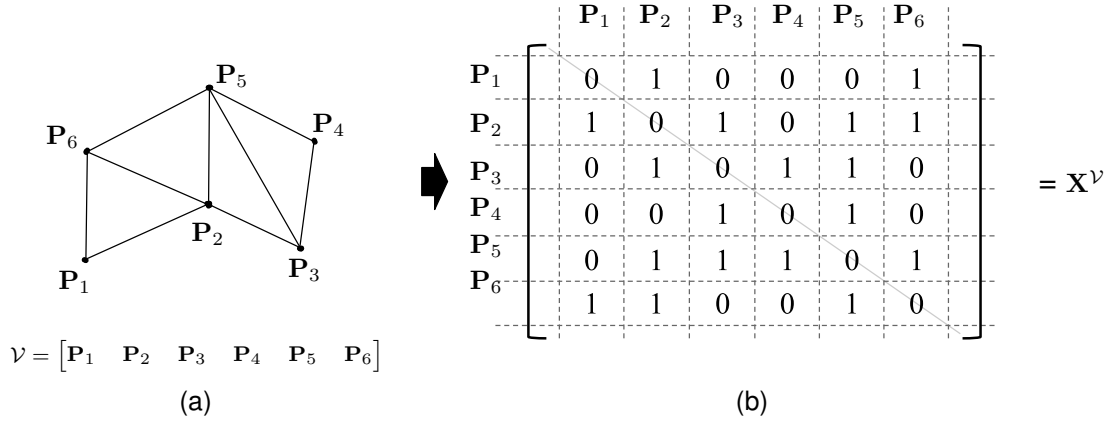 P5
P4
P6
P2
P3
P1
𝒱 = [P1 P2 P3 P4 P5 P6]
(a)
P1 P2 P3 P4 P5 P6
P1 0 1 0 0 0 1
P2 1 0 1 0 1 1
P3 0 1 0 1 1 0
P4 0 0 1 0 1 0
P5 0 1 1 1 0 1
P6 1 1 0 0 1 0
= X^𝒱
(b)